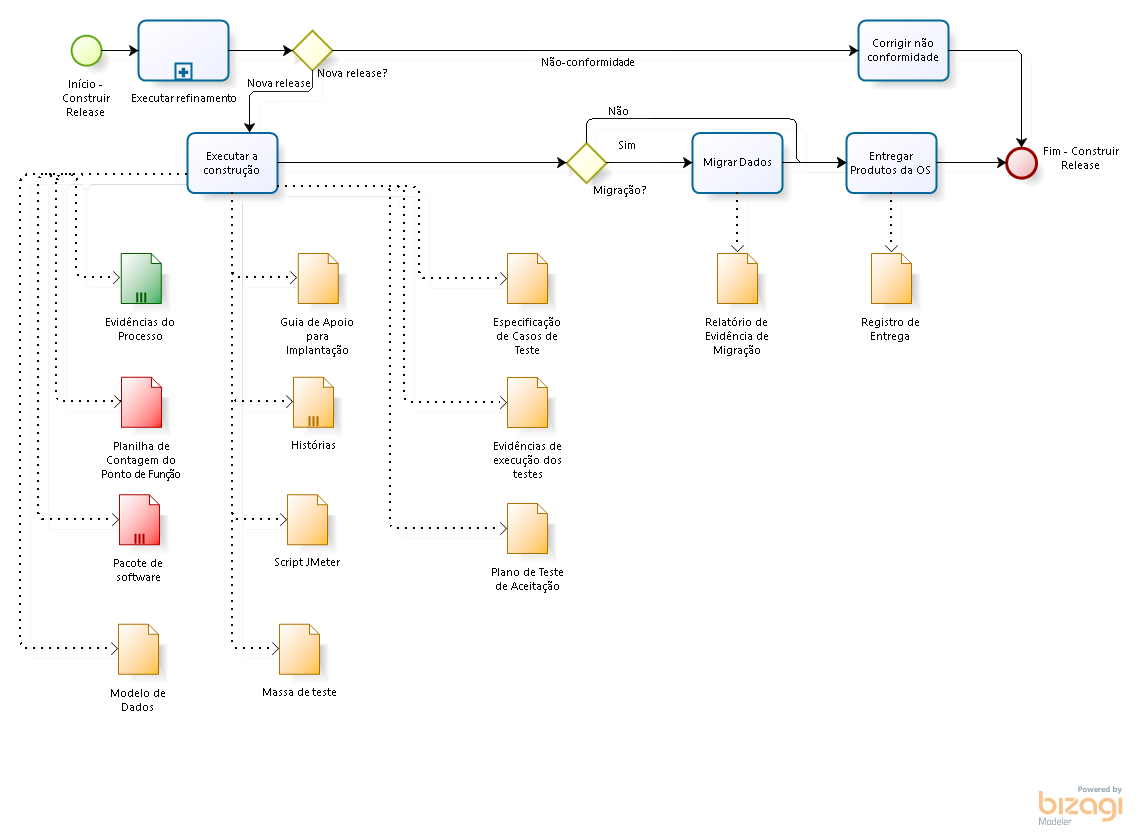 Início -
Construir
Release
Executar refinamento
Nova release?
Nova release
Não-conformidade
Corrigir não
conformidade
Executar a
construção
Não
Sim
Migração?
Migrar Dados
Entregar
Produtos da OS
Fim - Construir
Release
Evidências do
Processo
Guia de Apoio
para
Implantação
Especificação
de Casos de
Teste
Relatório de
Evidência de
Migração
Registro de
Entrega
Planilha de
Contagem do
Ponto de Função
Histórias
Evidências de
execução dos
testes
Pacote de
software
Script JMeter
Plano de Teste
de Aceitação
Modelo de
Dados
Massa de teste
Powered by
bizagi
Modeler